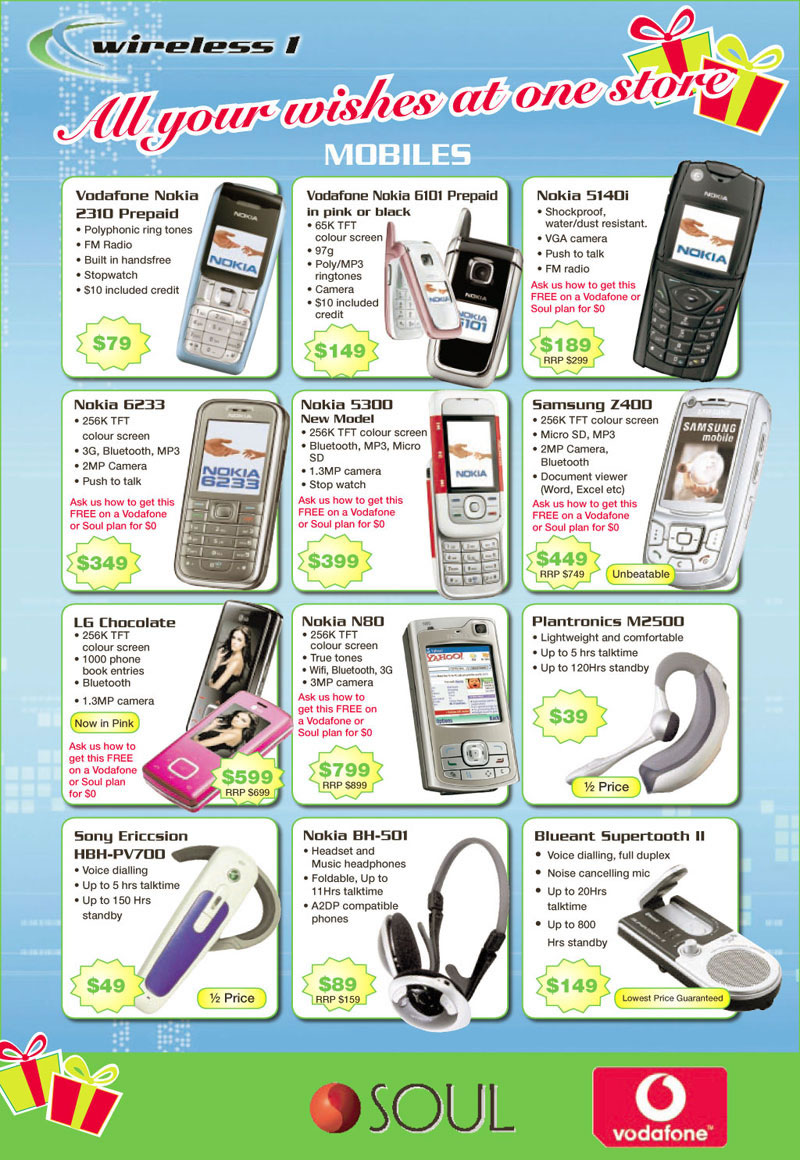 wireless 1
All your wishes at one store
MOBILES
Vodafone Nokia
2310 Prepaid
• Polyphonic ring tones
• FM Radio
• Built in handsfree
• Stopwatch
• $10 included credit
$79
NOKIA
NOKIA
Vodafone Nokia 6101 Prepaid
in pink or black
• 65K TFT
colour screen
• 97g
• Poly/MP3
ringtones
• Camera
• $10 included
credit
$149
NOKIA
NOKIA
6101
Nokia 5140i
• Shockproof,
water/dust resistant.
• VGA camera
• Push to talk
• FM radio
Ask us how to get this
FREE on a Vodafone or
Soul plan for $0
$189
RRP $299
NOKIA
NOKIA
Nokia 6233
• 256K TFT
colour screen
• 3G, Bluetooth, MP3
• 2MP Camera
• Push to talk
Ask us how to get this
FREE on a Vodafone
or Soul plan for $0
$349
NOKIA
NOKIA
6233
Nokia 5300
New Model
• 256K TFT colour screen
• Bluetooth, MP3, Micro
SD
• 1.3MP camera
• Stop watch
Ask us how to get this
FREE on a Vodafone
or Soul plan for $0
$399
NOKIA
Samsung Z400
• 256K TFT colour screen
• Micro SD, MP3
• 2MP Camera,
Bluetooth
• Document viewer
(Word, Excel etc)
Ask us how to get this
FREE on a Vodafone
or Soul plan for $0
$449
RRP $749
Unbeatable
SAMSUNG
SAMSUNG
mobile
LG Chocolate
• 256K TFT
colour screen
• 1000 phone
book entries
• Bluetooth
• 1.3MP camera
Now in Pink
Ask us how to
get this FREE
on a Vodafone
or Soul plan
for $0
$599
RRP $699
Nokia N80
• 256K TFT
colour screen
• True tones
• Wifi, Bluetooth, 3G
• 3MP camera
Ask us how to
get this FREE on
a Vodafone or
Soul plan for $0
$799
RRP $899
YAHOO!
Options
Back
Plantronics M2500
• Lightweight and comfortable
• Up to 5 hrs talktime
• Up to 120Hrs standby
$39
½ Price
Sony Ericcsion
HBH-PV700
• Voice dialling
• Up to 5 hrs talktime
• Up to 150 Hrs
standby
$49
½ Price
Nokia BH-501
• Headset and
Music headphones
• Foldable, Up to
11Hrs talktime
• A2DP compatible
phones
$89
RRP $159
Blueant Supertooth II
• Voice dialling, full duplex
• Noise cancelling mic
• Up to 20Hrs
talktime
• Up to 800
Hrs standby
$149
Lowest Price Guaranteed
SOUL
vodafone™